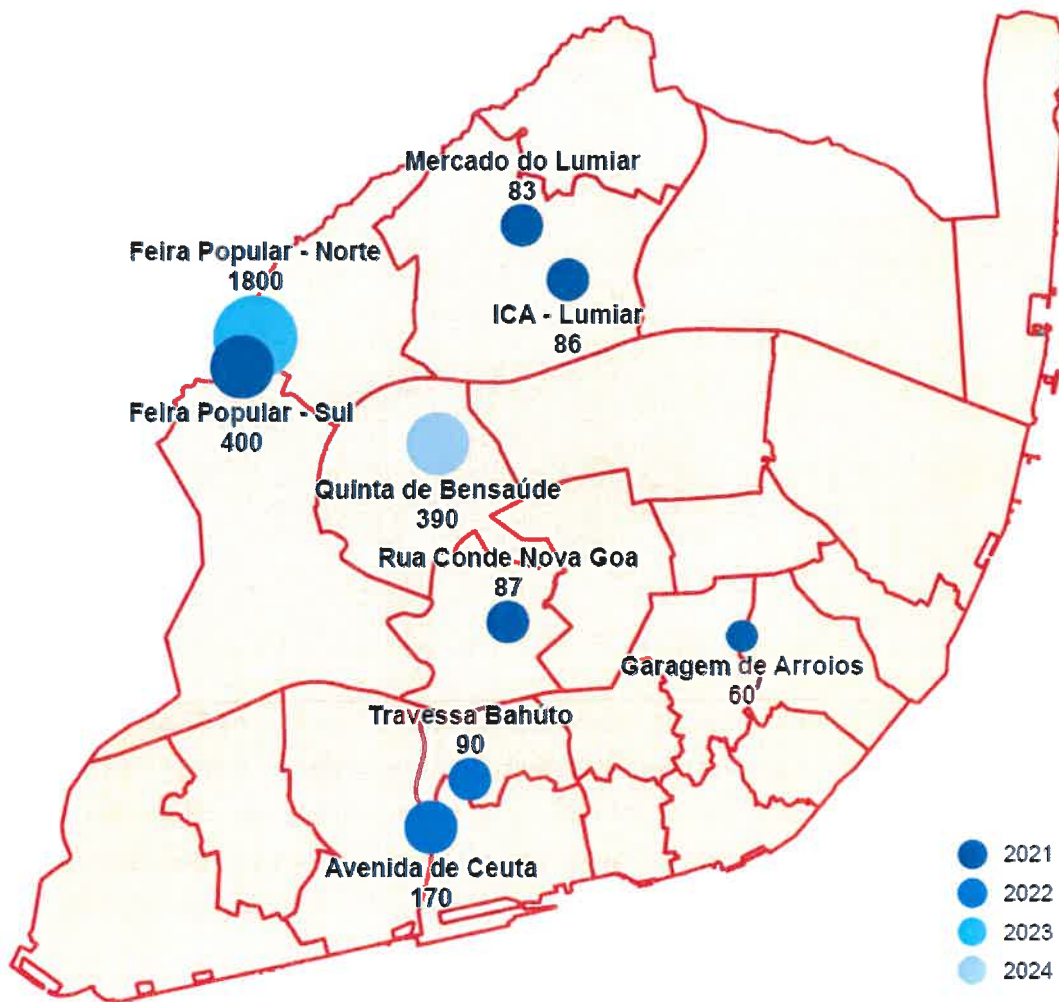 Mercado do Lumiar
83
Feira Popular - Norte
1800
ICA - Lumiar
86
Feira Popular - Sul
400
Quinta de Bensaúde
390
Rua Conde Nova Goa
87
Garagem de Arroios
60
Travessa Bahuto
90
Avenida de Ceuta
170
2021
2022
2023
2024